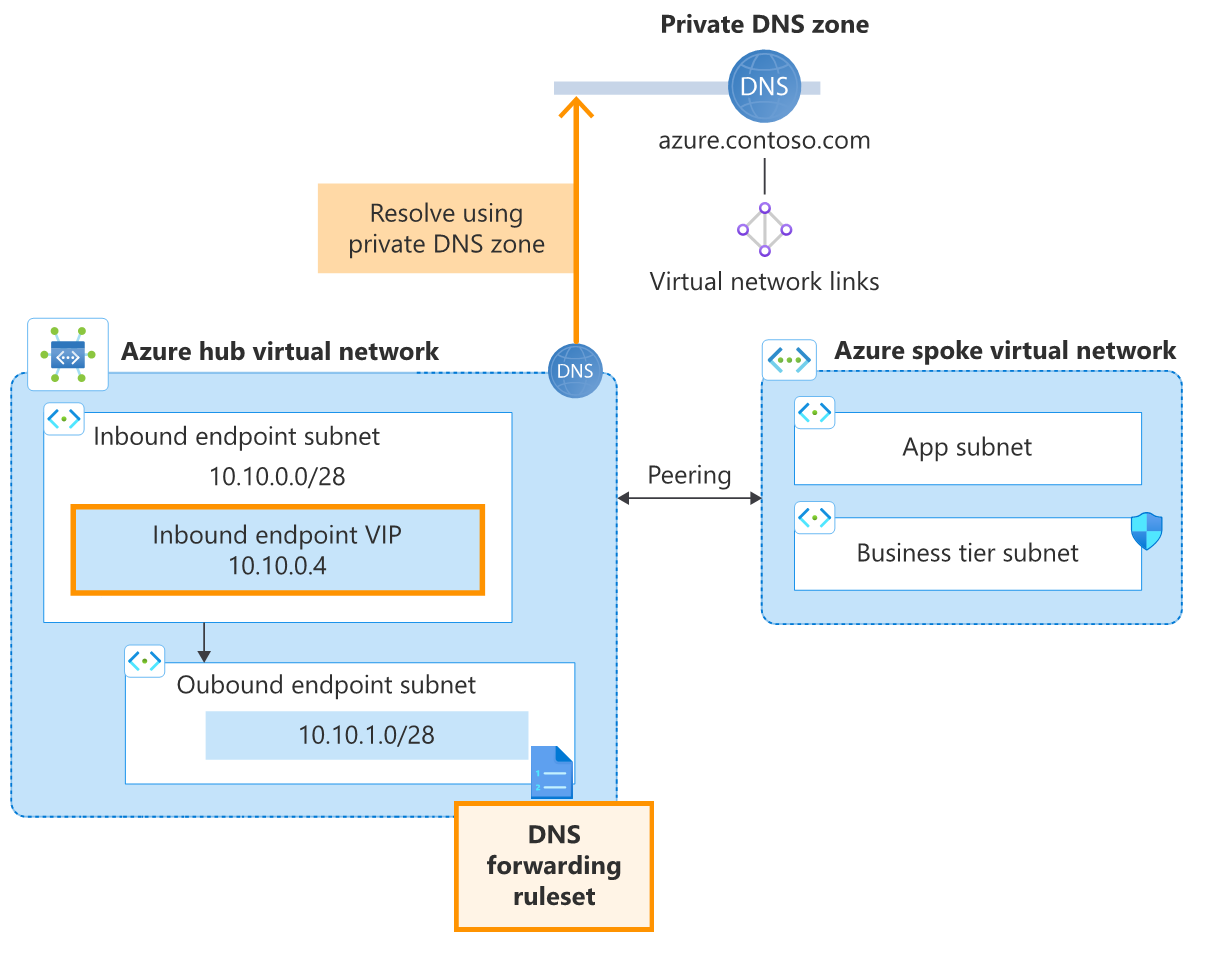 Private DNS zone
DNS
azure.contoso.com
Resolve using
private DNS zone
Virtual network links
Azure hub virtual network
DNS
Azure spoke virtual network
Inbound endpoint subnet
10.10.0.0/28
App subnet
Peering
Inbound endpoint VIP
10.10.0.4
Business tier subnet
Oubound endpoint subnet
10.10.1.0/28
1
2
DNS
forwarding
ruleset